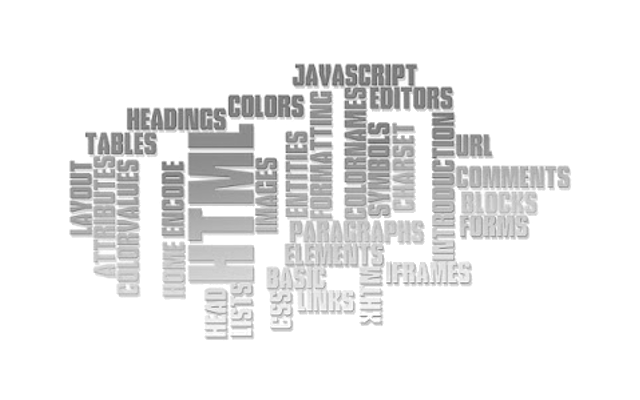 JAVASCRIPT
COLORS
EDITORS
HEADINGS
TABLES
HTML
FORMATTING
COLORNAMES
SYMBOLS
CHARSET
INTRODUCTION
URL
LAYOUT
ATTRIBUTES
COLORVALUES
HOME
ENCODE
IMAGES
ENTITIES
COMMENTS
BLOCKS
FORMS
PARAGRAPHS
ELEMENTS
BASIC
IFRAMES
HEAD
LISTS
CSS
LINKS
XHTML